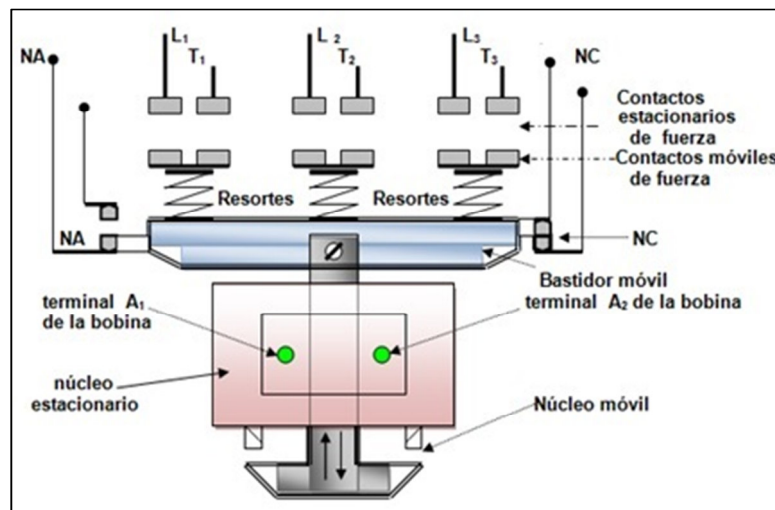 L1 L 2 L3
NA T1 T2 T3 NC
Contactos
estacionarios
de fuerza
Contactos móviles
de fuerza
Resortes Resortes
NA NC
Bastidor móvil
terminal A1
de la bobina
terminal A2 de la bobina
núcleo
estacionario
Núcleo móvil